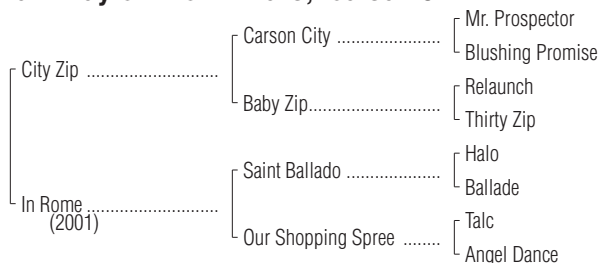 Mr. Prospector
Carson City ....................
Blushing Promise
City Zip .........................
Relaunch
Baby Zip.........................
Thirty Zip
Halo
Saint Ballado ..................
Ballade
In Rome .........................
(2001)
Talc
Our Shopping Spree ........
Angel Dance